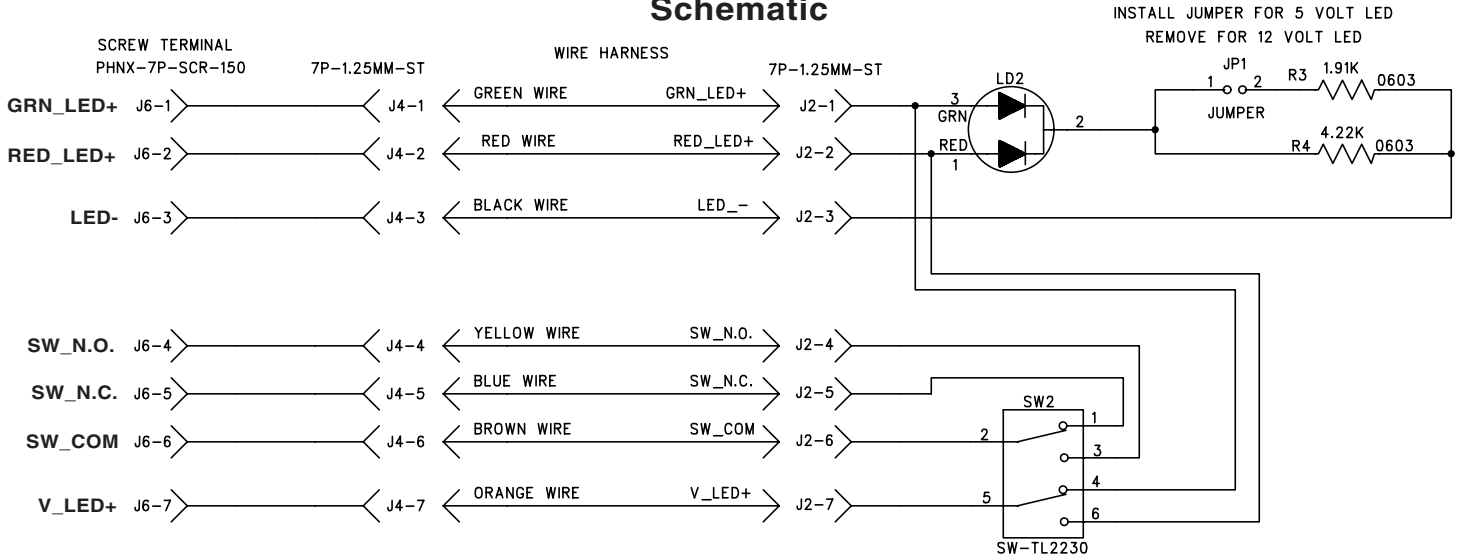 Schematic
INSTALL JUMPER FOR 5 VOLT LED
REMOVE FOR 12 VOLT LED
SCREW TERMINAL
PHNX-7P-SCR-150
7P-1.25MM-ST
WIRE HARNESS
7P-1.25MM-ST
GRN_LED+ J6-1 J4-1 GREEN WIRE GRN_LED+ J2-1
RED_LED+ J6-2 J4-2 RED WIRE RED_LED+ J2-2
LED- J6-3 J4-3 BLACK WIRE LED_- J2-3
LD2
3
GRN
RED
1
2
JP1
1 2
JUMPER
R3 1.91K 0603
R4 4.22K 0603
SW_N.O. J6-4 J4-4 YELLOW WIRE SW_N.O. J2-4
SW_N.C. J6-5 J4-5 BLUE WIRE SW_N.C. J2-5
SW_COM J6-6 J4-6 BROWN WIRE SW_COM J2-6
V_LED+ J6-7 J4-7 ORANGE WIRE V_LED+ J2-7
SW2
1
2
3
4
5
6
SW-TL2230